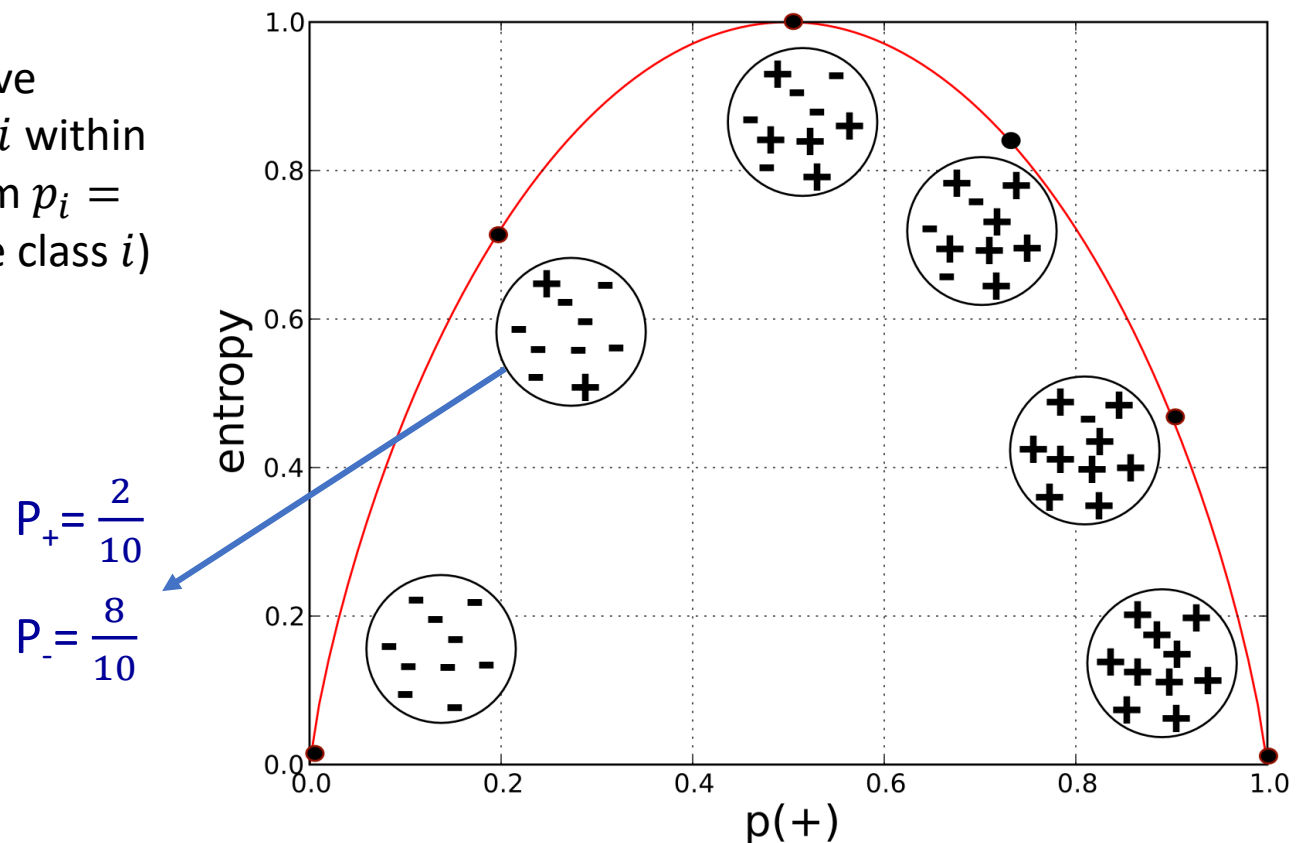 ve
i within
m pᵢ =
e class i)
P₊= 2/10
P₋= 8/10
entropy
1.0
0.8
0.6
0.4
0.2
0.0
0.0 0.2 0.4 0.6 0.8 1.0
p(+)